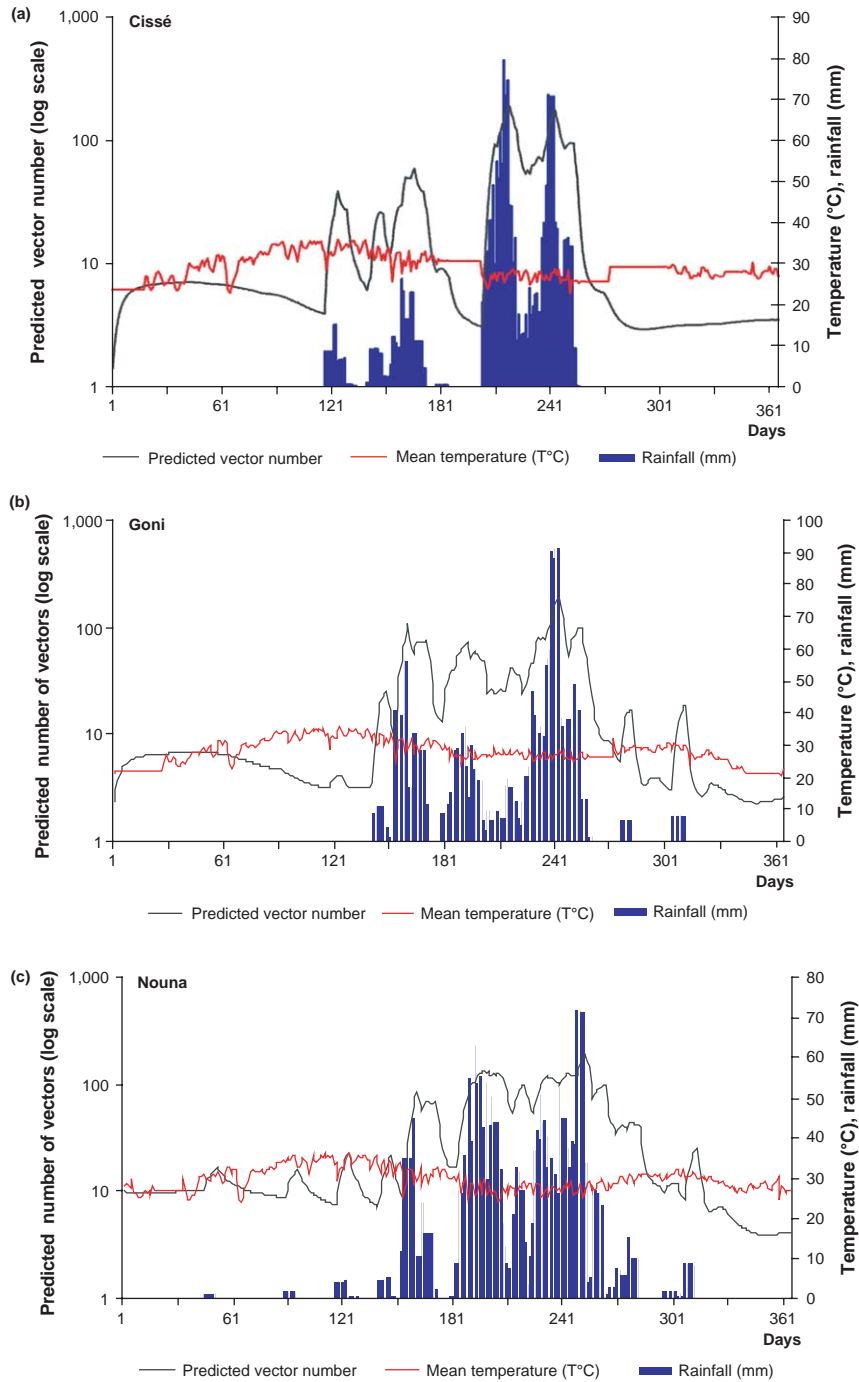 (a)
Cissé
Predicted vector number (log scale)
1,000
100
10
1
90
80
70
60
50
40
30
20
10
0
Temperature (°C), rainfall (mm)
1 61 121 181 241 301 361
Days
Predicted vector number Mean temperature (T°C) Rainfall (mm)
(b)
Goni
Predicted number of vectors (log scale)
1,000
100
10
1
100
90
80
70
60
50
40
30
20
10
0
Temperature (°C), rainfall (mm)
1 61 121 181 241 301 361
Days
Predicted vector number Mean temperature (T°C) Rainfall (mm)
(c)
Nouna
Predicted number of vectors (log scale)
1,000
100
10
1
80
70
60
50
40
30
20
10
0
Temperature (°C), rainfall (mm)
1 61 121 181 241 301 361
Days
Predicted vector number Mean temperature (T°C) Rainfall (mm)